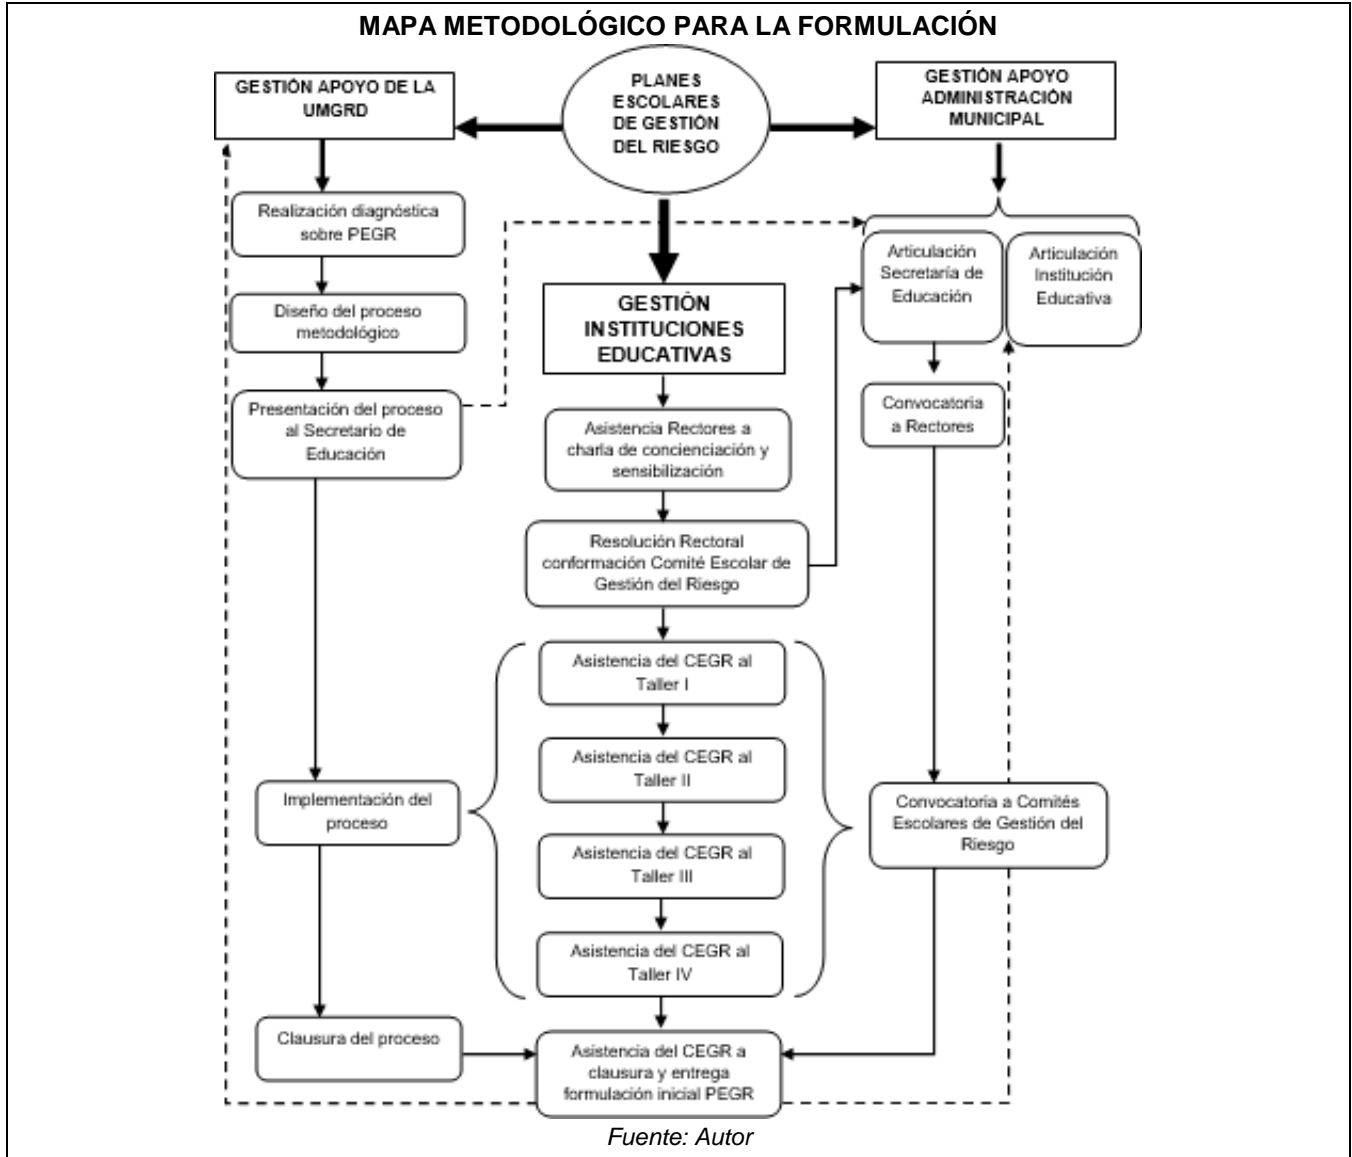 MAPA METODOLÓGICO PARA LA FORMULACIÓN
GESTIÓN APOYO DE LA
UMGRD
PLANES
ESCOLARES
DE GESTIÓN
DEL RIESGO
GESTIÓN APOYO
ADMINISTRACIÓN
MUNICIPAL
Realización diagnóstica
sobre PEGR
Diseño del proceso
metodológico
Presentación del proceso
al Secretario de
Educación
Implementación del
proceso
Clausura del proceso
GESTIÓN
INSTITUCIONES
EDUCATIVAS
Asistencia Rectores a
charla de concienciación y
sensibilización
Resolución Rectoral
conformación Comité Escolar de
Gestión del Riesgo
Asistencia del CEGR al
Taller I
Asistencia del CEGR al
Taller II
Asistencia del CEGR al
Taller III
Asistencia del CEGR al
Taller IV
Asistencia del CEGR a
clausura y entrega
formulación inicial PEGR
Articulación
Secretaría de
Educación
Articulación
Institución
Educativa
Convocatoria
a Rectores
Convocatoria a Comités
Escolares de Gestión del
Riesgo
Fuente: Autor